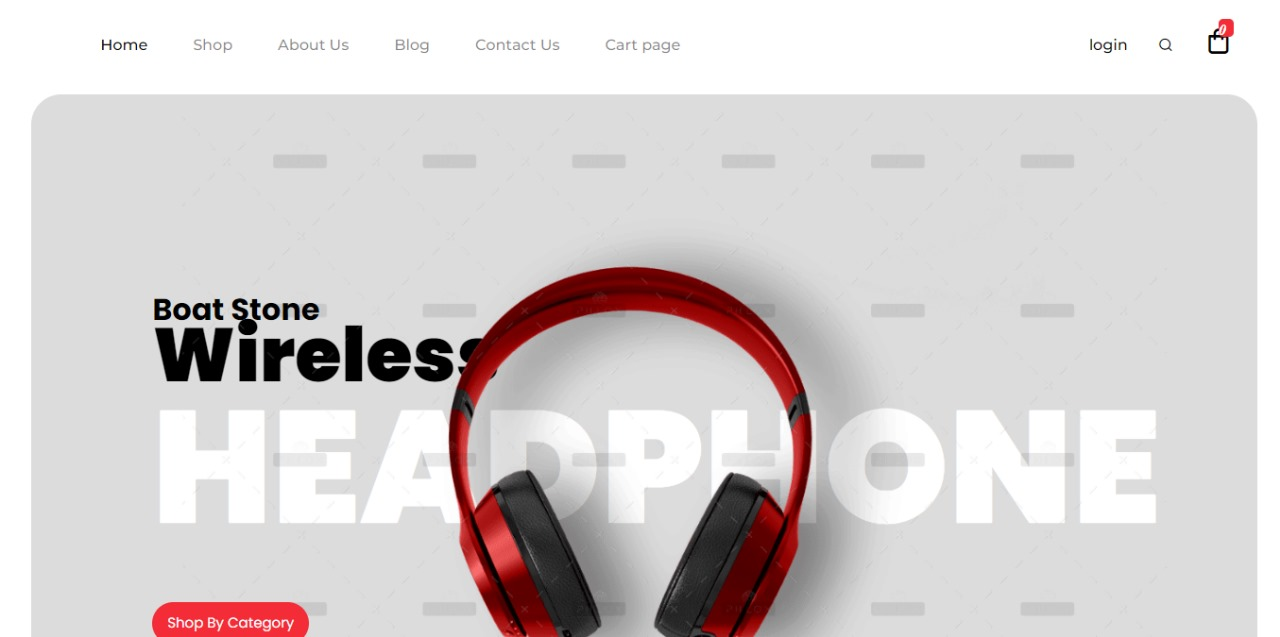 Home Shop About Us Blog Contact Us Cart page login 0
Boat Stone
Wireless
HEADPHONE
Shop By Category